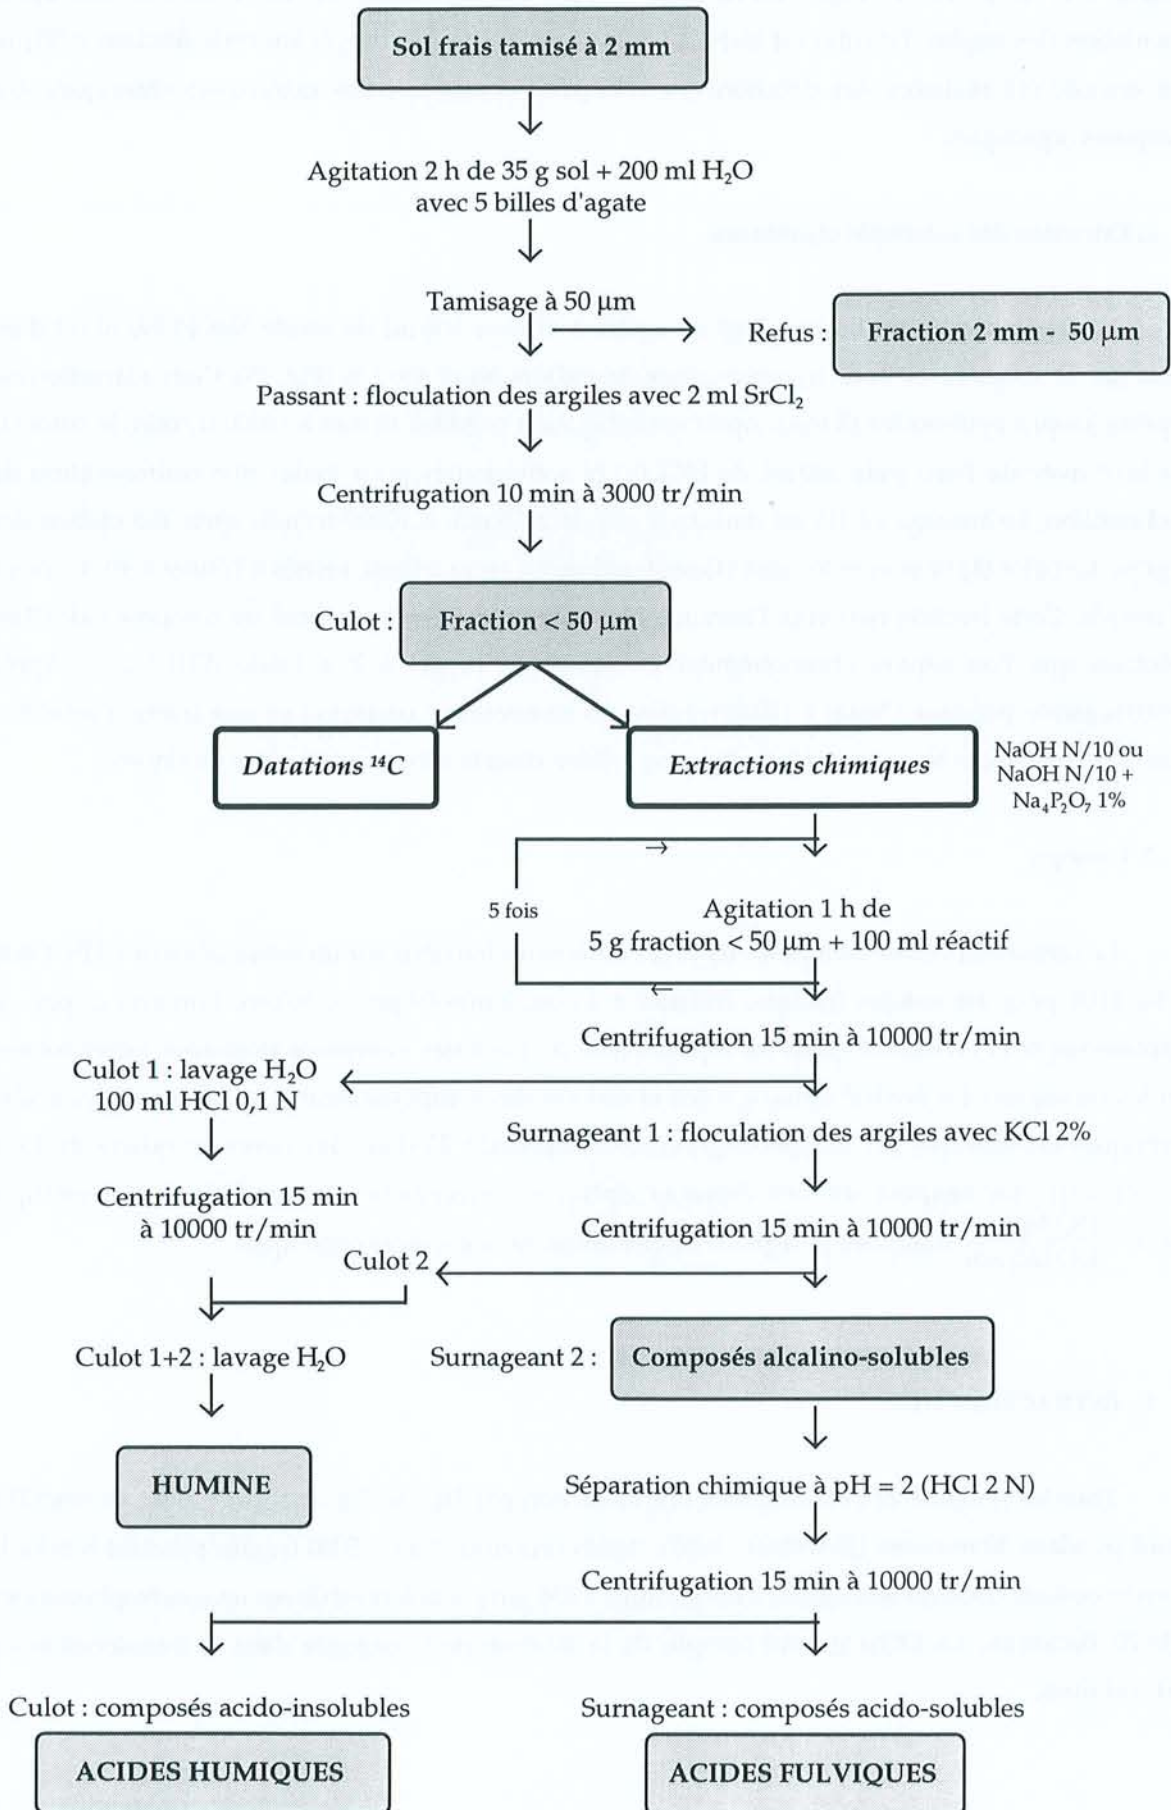 Sol frais tamisé à 2 mm
Agitation 2 h de 35 g sol + 200 ml H₂O
avec 5 billes d'agate
Tamisage à 50 µm
Refus : Fraction 2 mm - 50 µm
Passant : floculation des argiles avec 2 ml SrCl₂
Centrifugation 10 min à 3000 tr/min
Culot : Fraction < 50 µm
Datations ¹⁴C
Extractions chimiques
NaOH N/10 ou
NaOH N/10 +
Na₄P₂O₇ 1%
5 fois
Agitation 1 h de
5 g fraction < 50 µm + 100 ml réactif
Centrifugation 15 min à 10000 tr/min
Culot 1 : lavage H₂O
100 ml HCl 0,1 N
Surnageant 1 : floculation des argiles avec KCl 2%
Centrifugation 15 min
à 10000 tr/min
Centrifugation 15 min à 10000 tr/min
Culot 2
Culot 1+2 : lavage H₂O
Surnageant 2 : Composés alcalino-solubles
HUMINE
Séparation chimique à pH = 2 (HCl 2 N)
Centrifugation 15 min à 10000 tr/min
Culot : composés acido-insolubles
Surnageant : composés acido-solubles
ACIDES HUMIQUES
ACIDES FULVIQUES